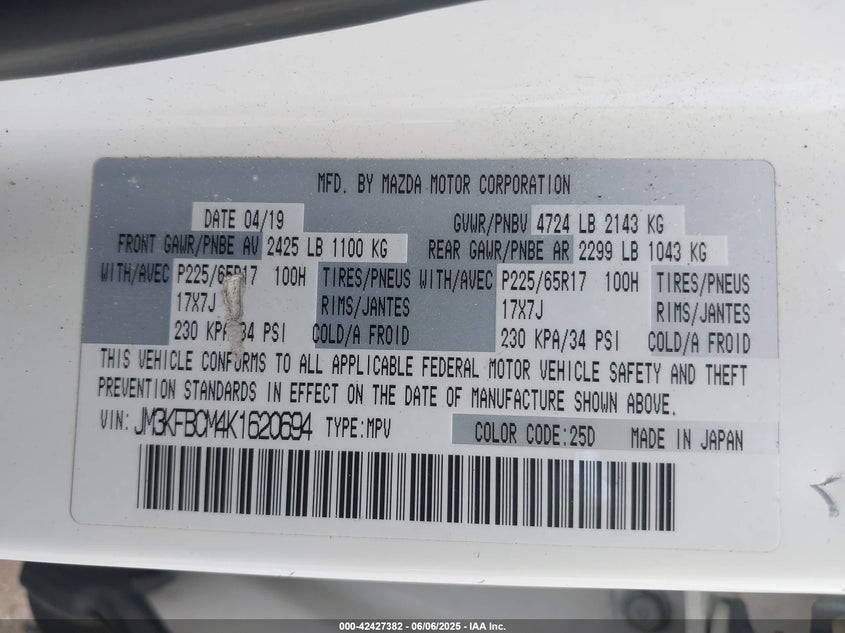 MFD. BY MAZDA MOTOR CORPORATION
DATE 04/19 GVWR/PNBV 4724 LB 2143 KG
FRONT GAWR/PNBE AV 2425 LB 1100 KG REAR GAWR/PNBE AR 2299 LB 1043 KG
WITH/AVEC P225/65R17 100H TIRES/PNEUS WITH/AVEC P225/65R17 100H TIRES/PNEUS
17X7J RIMS/JANTES 17X7J RIMS/JANTES
230 KPA/34 PSI COLD/A FROID 230 KPA/34 PSI COLD/A FROID
THIS VEHICLE CONFORMS TO ALL APPLICABLE FEDERAL MOTOR VEHICLE SAFETY AND THEFT
PREVENTION STANDARDS IN EFFECT ON THE DATE OF MANUFACTURE SHOWN ABOVE.
VIN: JM3KFBCM4K1620694 TYPE:MPV COLOR CODE:25D MADE IN JAPAN
000-42427382 - 06/06/2025 - IAA Inc.